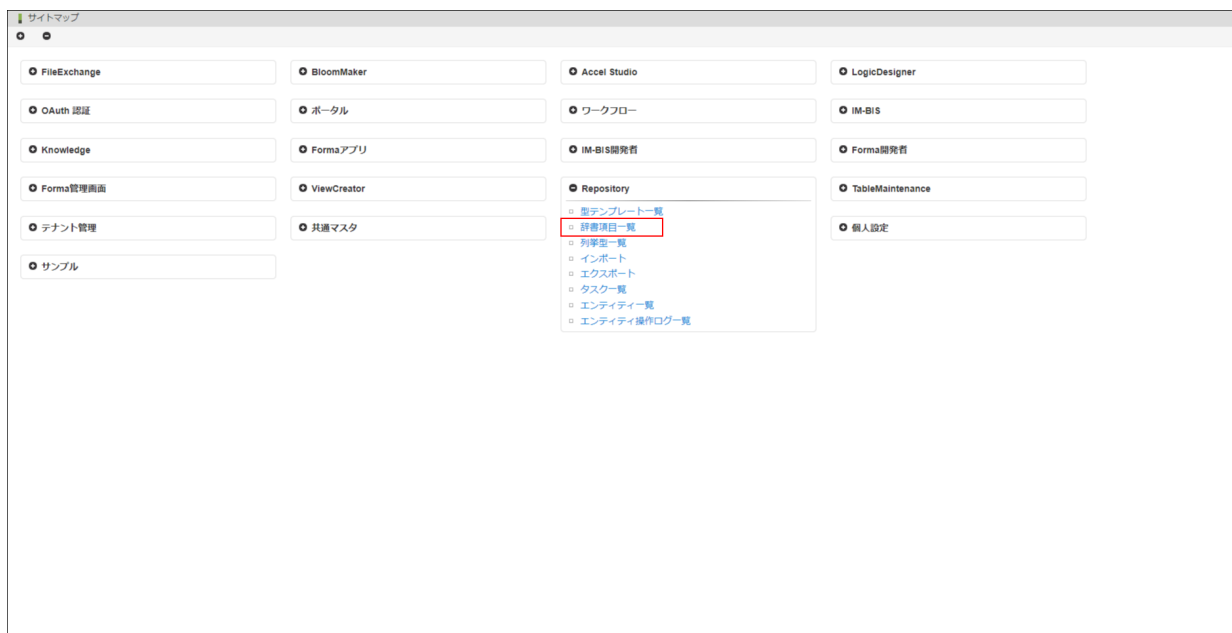 サイトマップ
FileExchange
BloomMaker
Accel Studio
LogicDesigner
OAuth 認証
ポータル
ワークフロー
IM-BIS
Knowledge
Formaアプリ
IM-BIS開発者
Forma開発者
Forma管理画面
ViewCreator
Repository
TableMaintenance
型テンプレート一覧
辞書項目一覧
列挙型一覧
インポート
エクスポート
タスク一覧
エンティティ一覧
エンティティ操作ログ一覧
テナント管理
共通マスタ
個人設定
サンプル